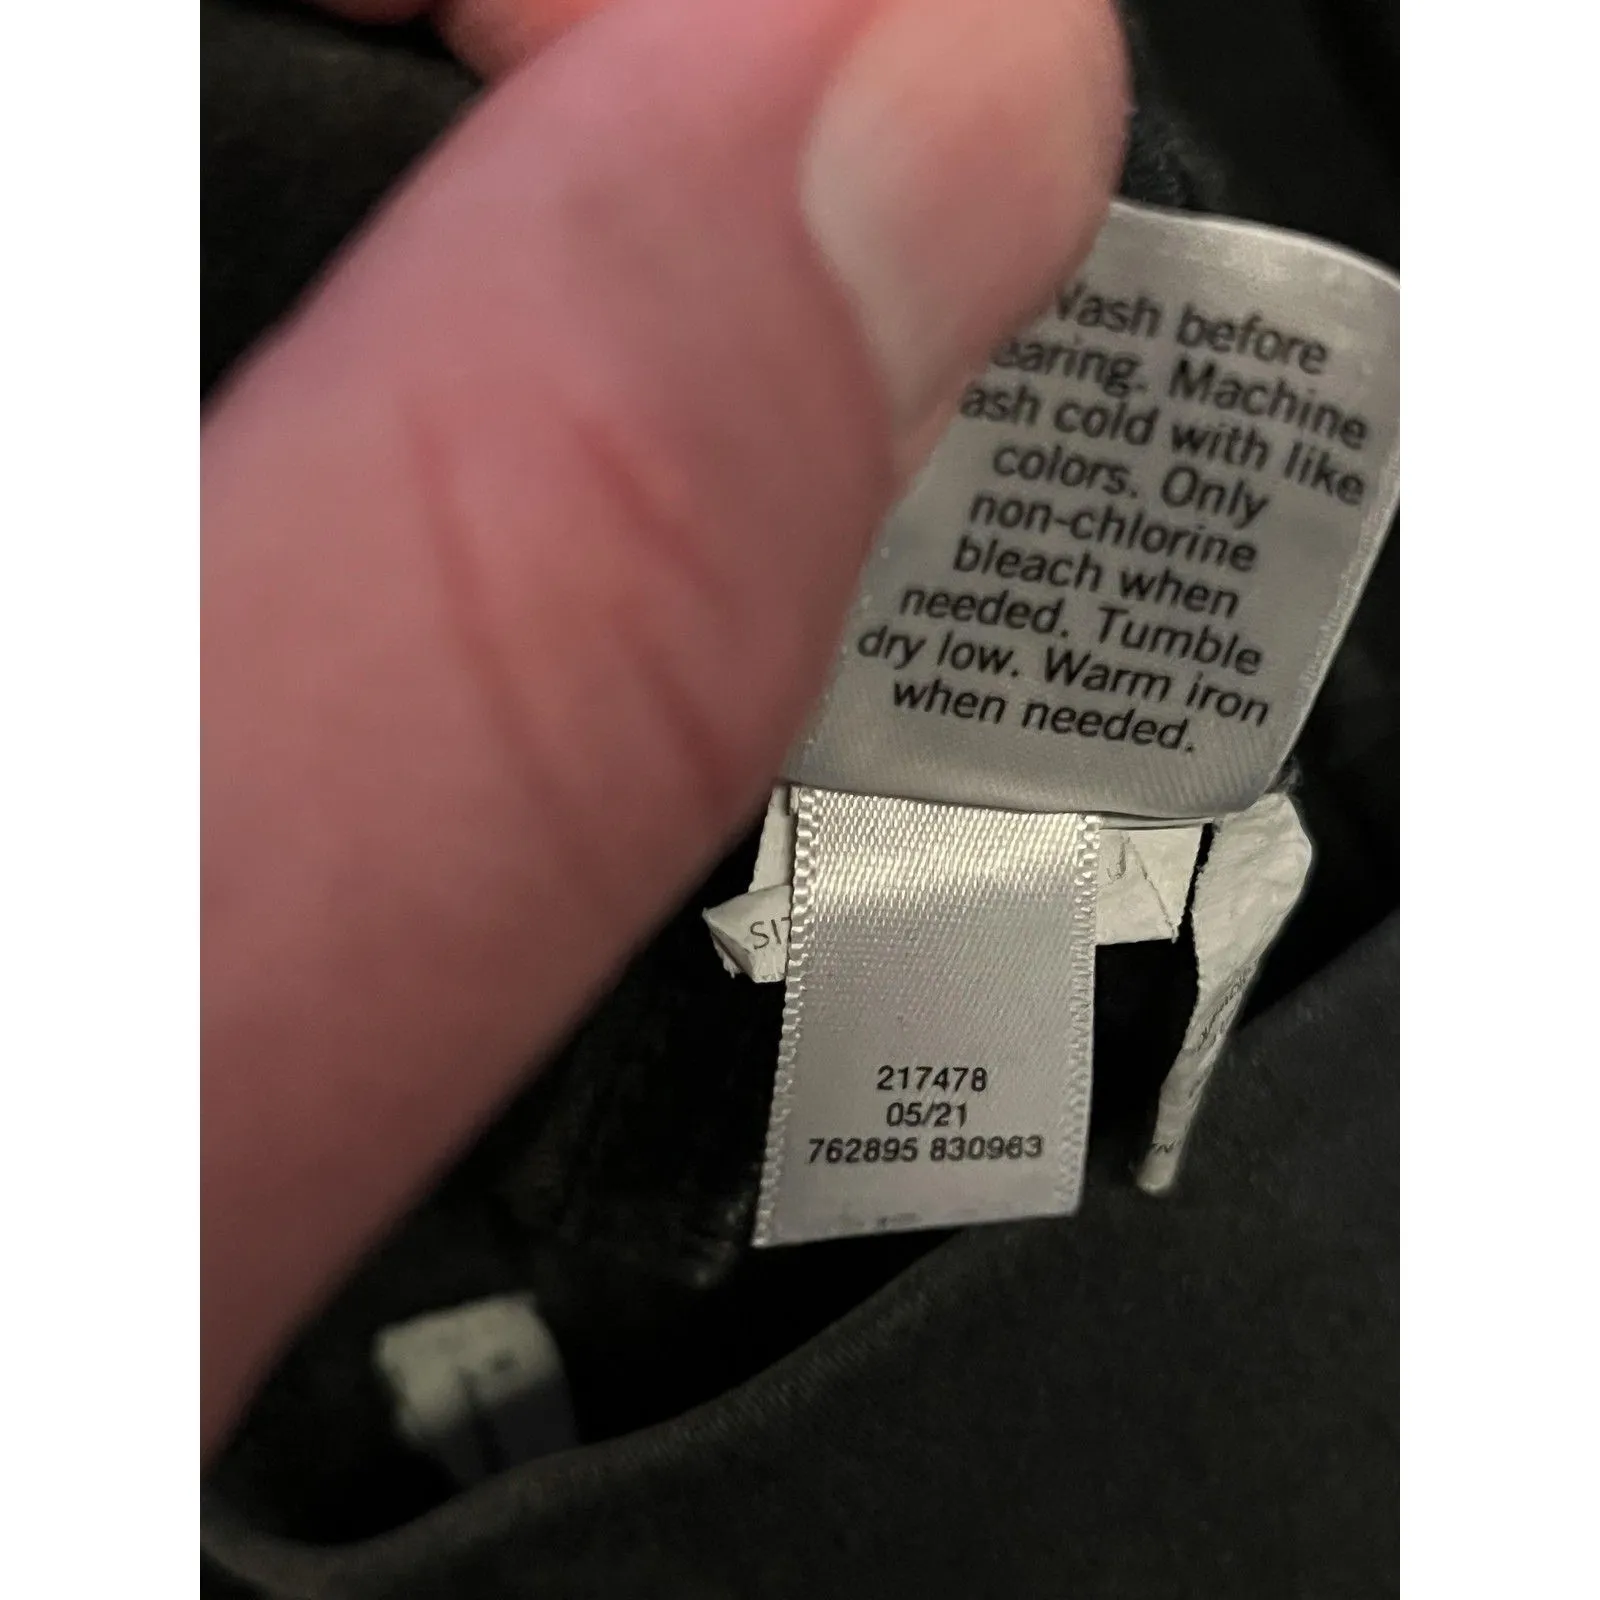 Wash before
earing. Machine
ash cold with like
colors. Only
non-chlorine
bleach when
needed. Tumble
dry low. Warm iron
when needed.
SIZ
217478
05/21
762895 830963